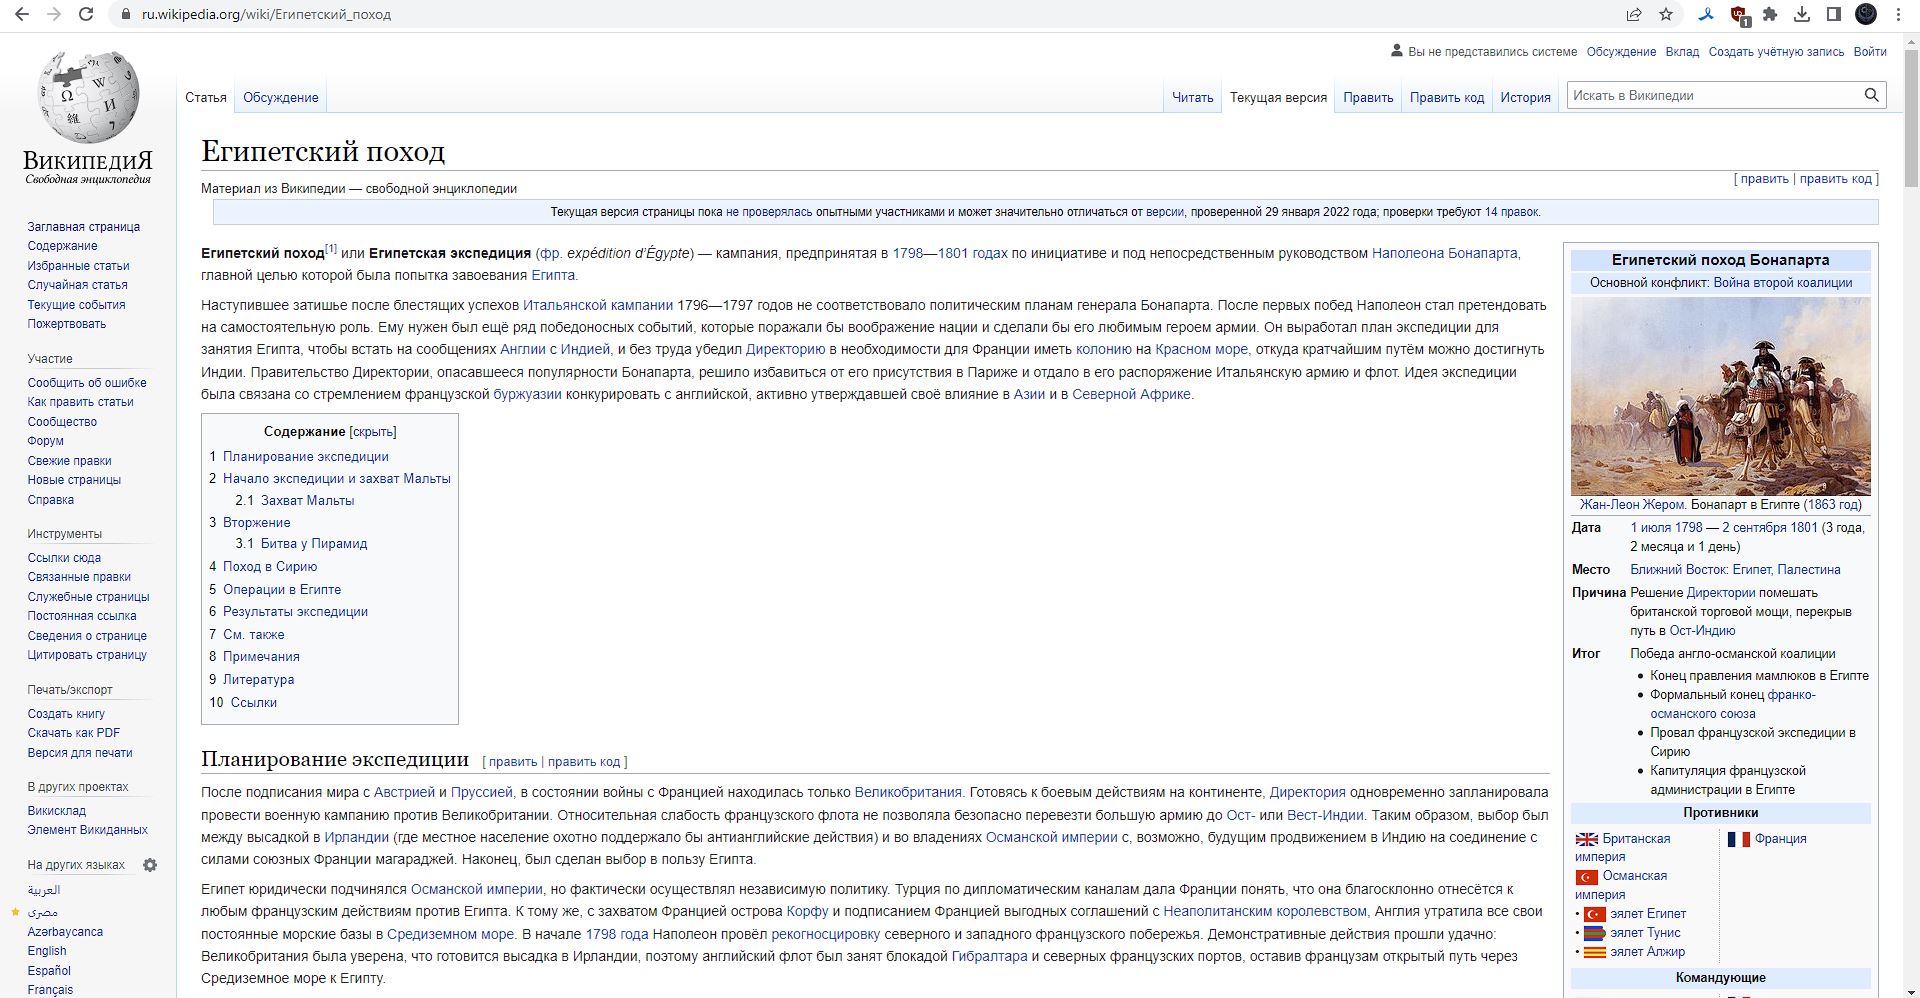 ru.wikipedia.org/wiki/Египетский_поход
1
Вы не представились системе Обсуждение Вклад Создать учётную запись Войти
Статья Обсуждение Читать Текущая версия Править Править код История Искать в Википедии
ВикипедиЯ
Свободная энциклопедия
Заглавная страница
Содержание
Избранные статьи
Случайная статья
Текущие события
Пожертвовать
Участие
Сообщить об ошибке
Как править статьи
Сообщество
Форум
Свежие правки
Новые страницы
Справка
Инструменты
Ссылки сюда
Связанные правки
Служебные страницы
Постоянная ссылка
Сведения о странице
Цитировать страницу
Печать/экспорт
Создать книгу
Скачать как PDF
Версия для печати
В других проектах
Викисклад
Элемент Викиданных
На других языках
العربية
مصرى
Azərbaycanca
English
Español
Français
Египетский поход
[ править | править код ]
Материал из Википедии — свободной энциклопедии
Текущая версия страницы пока не проверялась опытными участниками и может значительно отличаться от версии, проверенной 29 января 2022 года; проверки требуют 14 правок.
Египетский поход[1] или Египетская экспедиция (фр. expédition d'Égypte) — кампания, предпринятая в 1798—1801 годах по инициативе и под непосредственным руководством Наполеона Бонапарта,
главной целью которой была попытка завоевания Египта.
Наступившее затишье после блестящих успехов Итальянской кампании 1796—1797 годов не соответствовало политическим планам генерала Бонапарта. После первых побед Наполеон стал претендовать
на самостоятельную роль. Ему нужен был ещё ряд победоносных событий, которые поражали бы воображение нации и сделали бы его любимым героем армии. Он выработал план экспедиции для
занятия Египта, чтобы встать на сообщениях Англии с Индией, и без труда убедил Директорию в необходимости для Франции иметь колонию на Красном море, откуда кратчайшим путём можно достигнуть
Индии. Правительство Директории, опасавшееся популярности Бонапарта, решило избавиться от его присутствия в Париже и отдало в его распоряжение Итальянскую армию и флот. Идея экспедиции
была связана со стремлением французской буржуазии конкурировать с английской, активно утверждавшей своё влияние в Азии и в Северной Африке.
Содержание [скрыть]
1 Планирование экспедиции
2 Начало экспедиции и захват Мальты
2.1 Захват Мальты
3 Вторжение
3.1 Битва у Пирамид
4 Поход в Сирию
5 Операции в Египте
6 Результаты экспедиции
7 См. также
8 Примечания
9 Литература
10 Ссылки
Планирование экспедиции [ править | править код ]
После подписания мира с Австрией и Пруссией, в состоянии войны с Францией находилась только Великобритания. Готовясь к боевым действиям на континенте, Директория одновременно запланировала
провести военную кампанию против Великобритании. Относительная слабость французского флота не позволяла безопасно перевезти большую армию до Ост- или Вест-Индии. Таким образом, выбор был
между высадкой в Ирландии (где местное население охотно поддержало бы антианглийские действия) и во владениях Османской империи с, возможно, будущим продвижением в Индию на соединение с
силами союзных Франции магараджей. Наконец, был сделан выбор в пользу Египта.
Египет юридически подчинялся Османской империи, но фактически осуществлял независимую политику. Турция по дипломатическим каналам дала Франции понять, что она благосклонно отнесётся к
любым французским действиям против Египта. К тому же, с захватом Францией острова Корфу и подписанием Францией выгодных соглашений с Неаполитанским королевством, Англия утратила все свои
постоянные морские базы в Средиземном море. В начале 1798 года Наполеон провёл рекогносцировку северного и западного французского побережья. Демонстративные действия прошли удачно:
Великобритания была уверена, что готовится высадка в Ирландии, поэтому английский флот был занят блокадой Гибралтара и северных французских портов, оставив французам открытый путь через
Средиземное море к Египту.
Египетский поход Бонапарта
Основной конфликт: Война второй коалиции
Жан-Леон Жером. Бонапарт в Египте (1863 год)
Дата 1 июля 1798 — 2 сентября 1801 (3 года,
2 месяца и 1 день)
Место Ближний Восток: Египет, Палестина
Причина Решение Директории помешать
британской торговой мощи, перекрыв
путь в Ост-Индию
Итог Победа англо-османской коалиции
• Конец правления мамлюков в Египте
• Формальный конец франко-
османского союза
• Провал французской экспедиции в
Сирию
• Капитуляция французской
администрации в Египте
Противники
Британская
империя
Османская
империя
• эялет Египет
• эялет Тунис
• эялет Алжир
Франция
Командующие